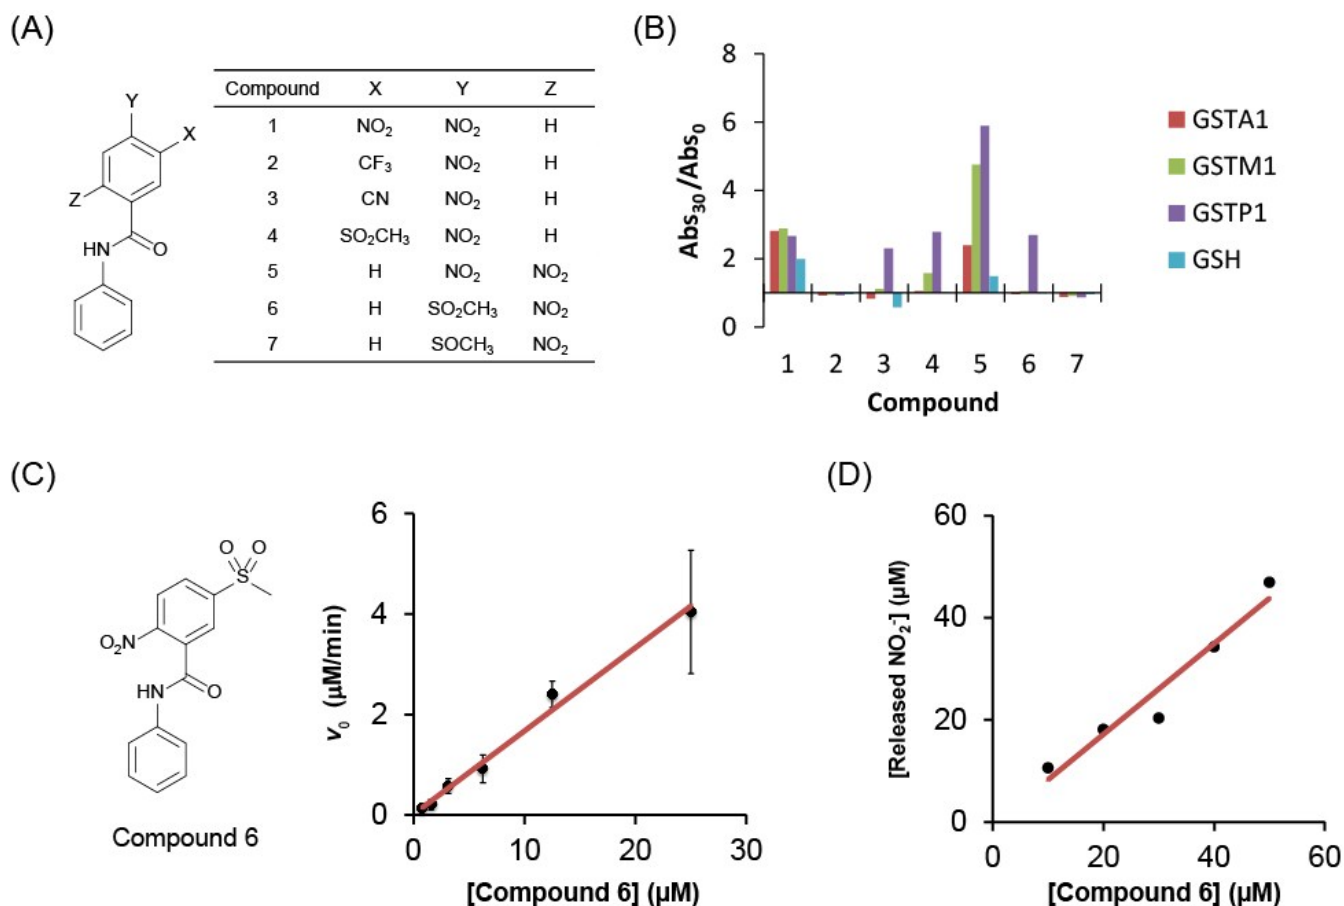 (A)
Y
X
Z
HN
O
Compound X Y Z
1 NO₂ NO₂ H
2 CF₃ NO₂ H
3 CN NO₂ H
4 SO₂CH₃ NO₂ H
5 H NO₂ NO₂
6 H SO₂CH₃ NO₂
7 H SOCH₃ NO₂
(B)
Abs₃₀/Abs₀
8
6
4
2
0
1 2 3 4 5 6 7
Compound
GSTA1
GSTM1
GSTP1
GSH
(C)
O O
S
O₂N
HN
O
Compound 6
v₀ (µM/min)
6
4
2
0
0 10 20 30
[Compound 6] (µM)
(D)
[Released NO₂⁻] (µM)
60
40
20
0
0 20 40 60
[Compound 6] (µM)